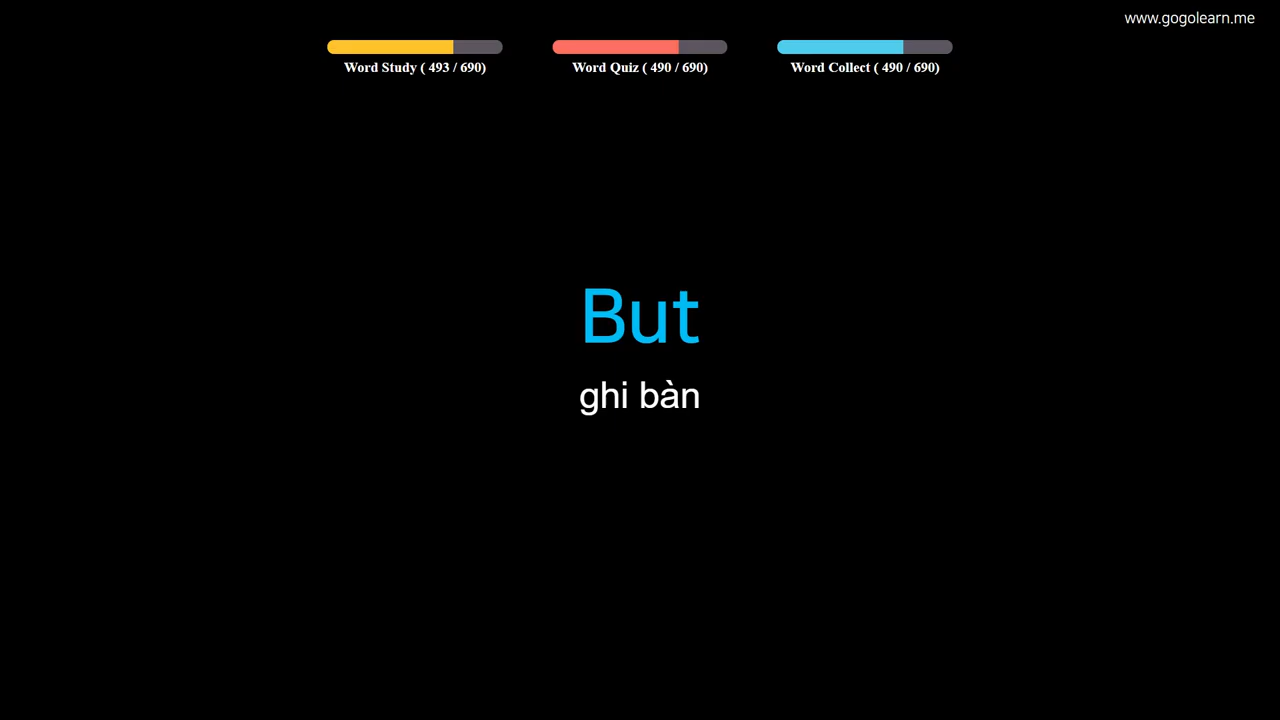 www.gogolearn.me
Word Study ( 493 / 690)
Word Quiz ( 490 / 690)
Word Collect ( 490 / 690)
But
ghi bàn